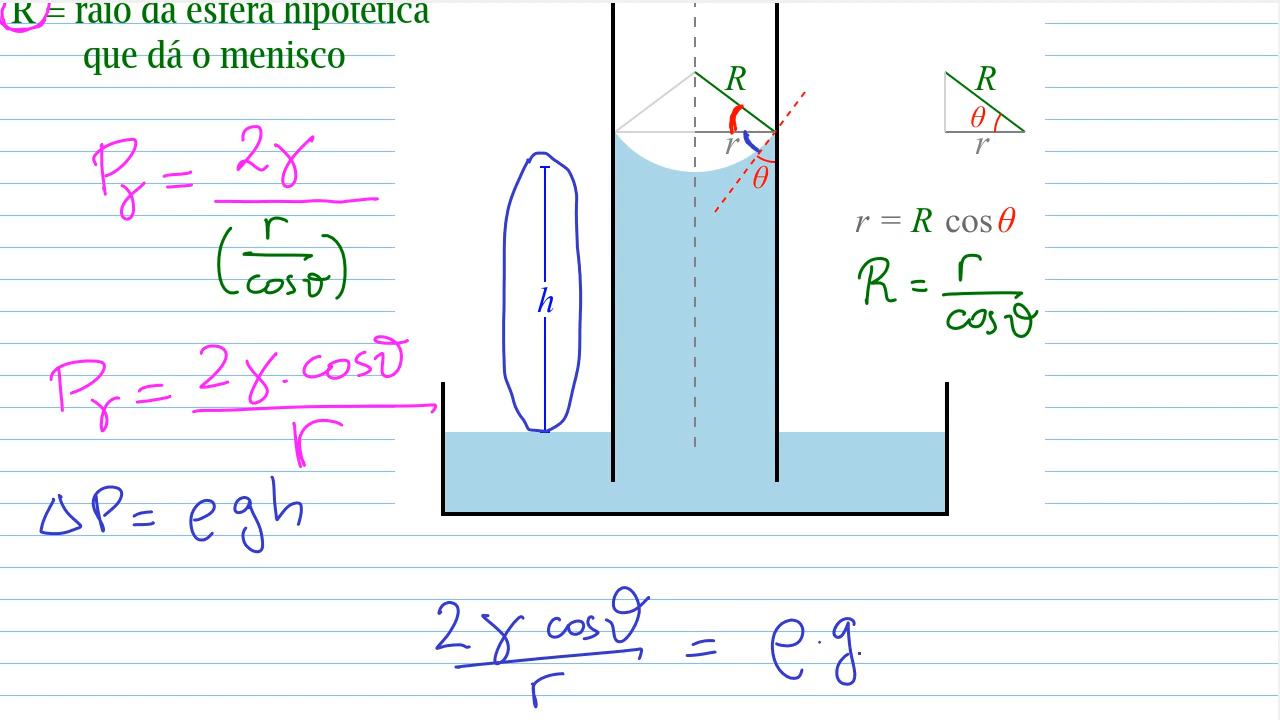 R = raio da esfera hipotética
que dá o menisco
Pγ = 2γ / (r / cosθ)
Pγ = 2γ . cosθ / r
ΔP = ρgh
h
R
r
θ
R
θ
r
r = R cosθ
R = r / cosθ
2γ cosθ / r = ρ.g.